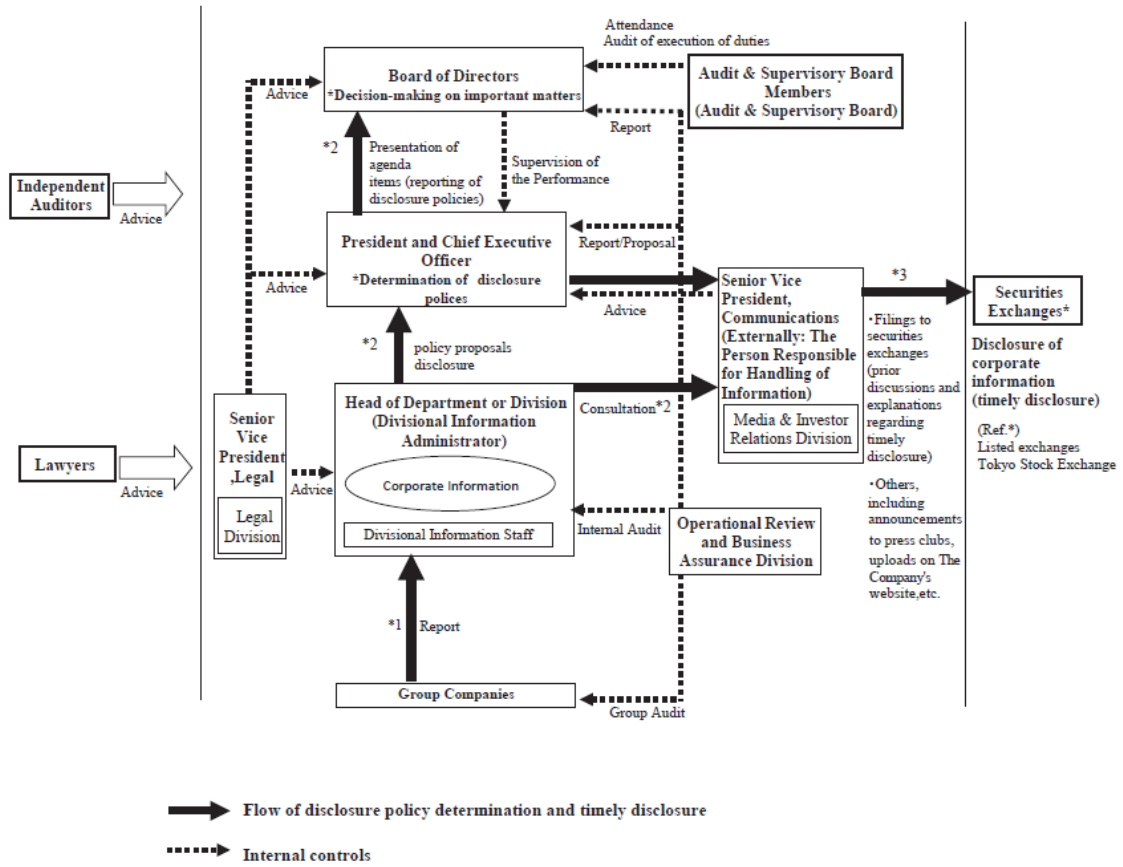 Attendance
Audit of execution of duties
Board of Directors
*Decision-making on important matters
Audit & Supervisory Board
Members
(Audit & Supervisory Board)
Advice
Report
*2
Presentation of
agenda
items (reporting of
disclosure policies)
Supervision of
the Performance
Independent
Auditors
Advice
President and Chief Executive
Officer
*Determination of disclosure
polices
Report/Proposal
Advice
Advice
Senior Vice
President,
Communications
(Externally: The
Person Responsible
for Handling of
Information)
Media & Investor
Relations Division
*3
Securities
Exchanges*
・Filings to
securities
exchanges
(prior
discussions and
explanations
regarding
timely
disclosure)
・Others,
including
announcements
to press clubs,
uploads on The
Company's
website,etc.
Disclosure of
corporate
information
(timely disclosure)
(Ref.*)
Listed exchanges
Tokyo Stock Exchange
*2
policy proposals
disclosure
Head of Department or Division
(Divisional Information
Administrator)
Corporate Information
Divisional Information Staff
Consultation*2
Senior
Vice
President
,Legal
Legal
Division
Advice
Lawyers
Advice
Internal Audit
Operational Review
and Business
Assurance Division
*1
Report
Group Companies
Group Audit
Flow of disclosure policy determination and timely disclosure
Internal controls